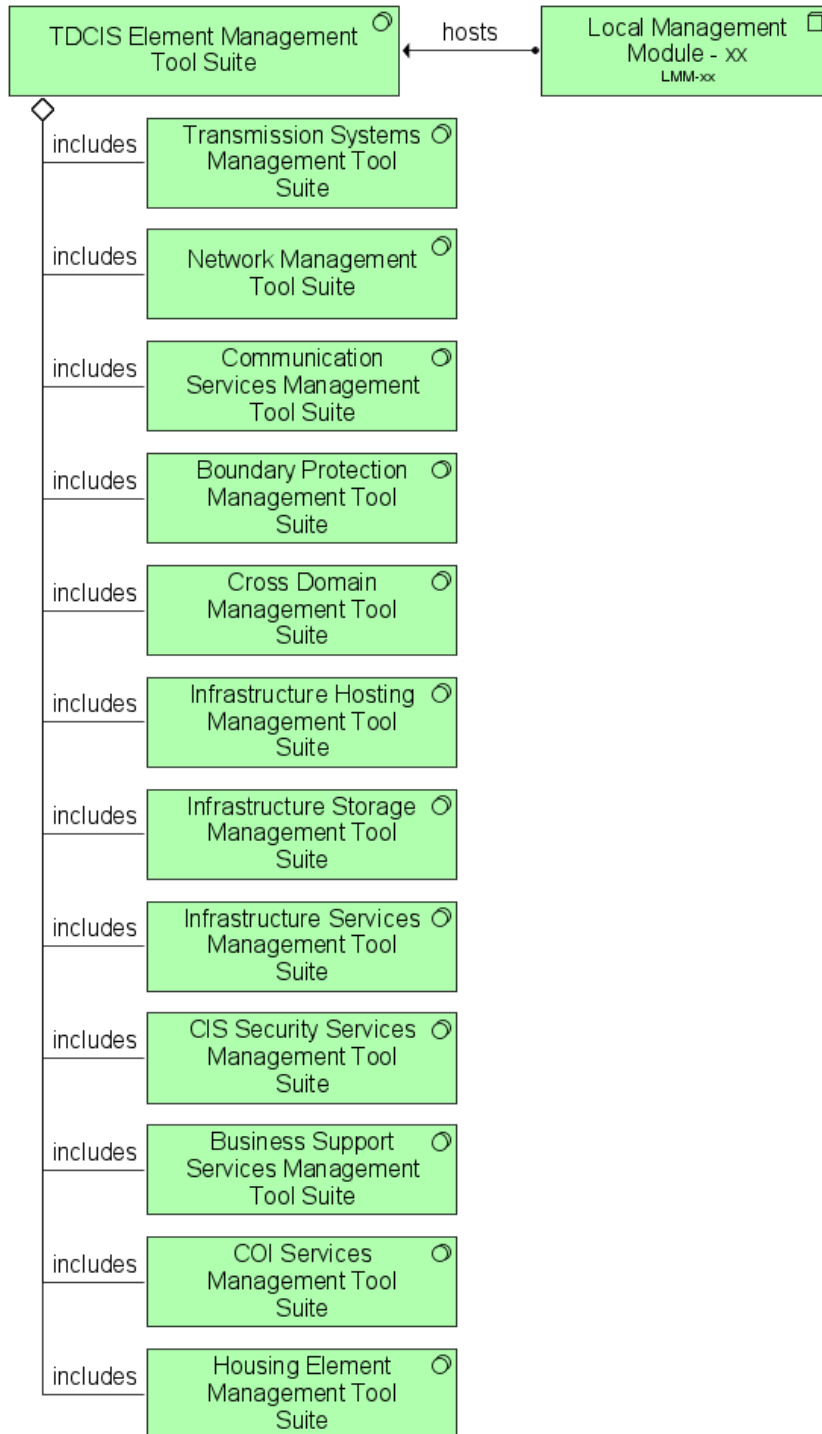 TDCIS Element Management
Tool Suite
hosts
Local Management
Module - xx
LMM-xx
includes
Transmission Systems
Management Tool
Suite
includes
Network Management
Tool Suite
includes
Communication
Services Management
Tool Suite
includes
Boundary Protection
Management Tool
Suite
includes
Cross Domain
Management Tool
Suite
includes
Infrastructure Hosting
Management Tool
Suite
includes
Infrastructure Storage
Management Tool
Suite
includes
Infrastructure Services
Management Tool
Suite
includes
CIS Security Services
Management Tool
Suite
includes
Business Support
Services Management
Tool Suite
includes
COI Services
Management Tool
Suite
includes
Housing Element
Management Tool
Suite